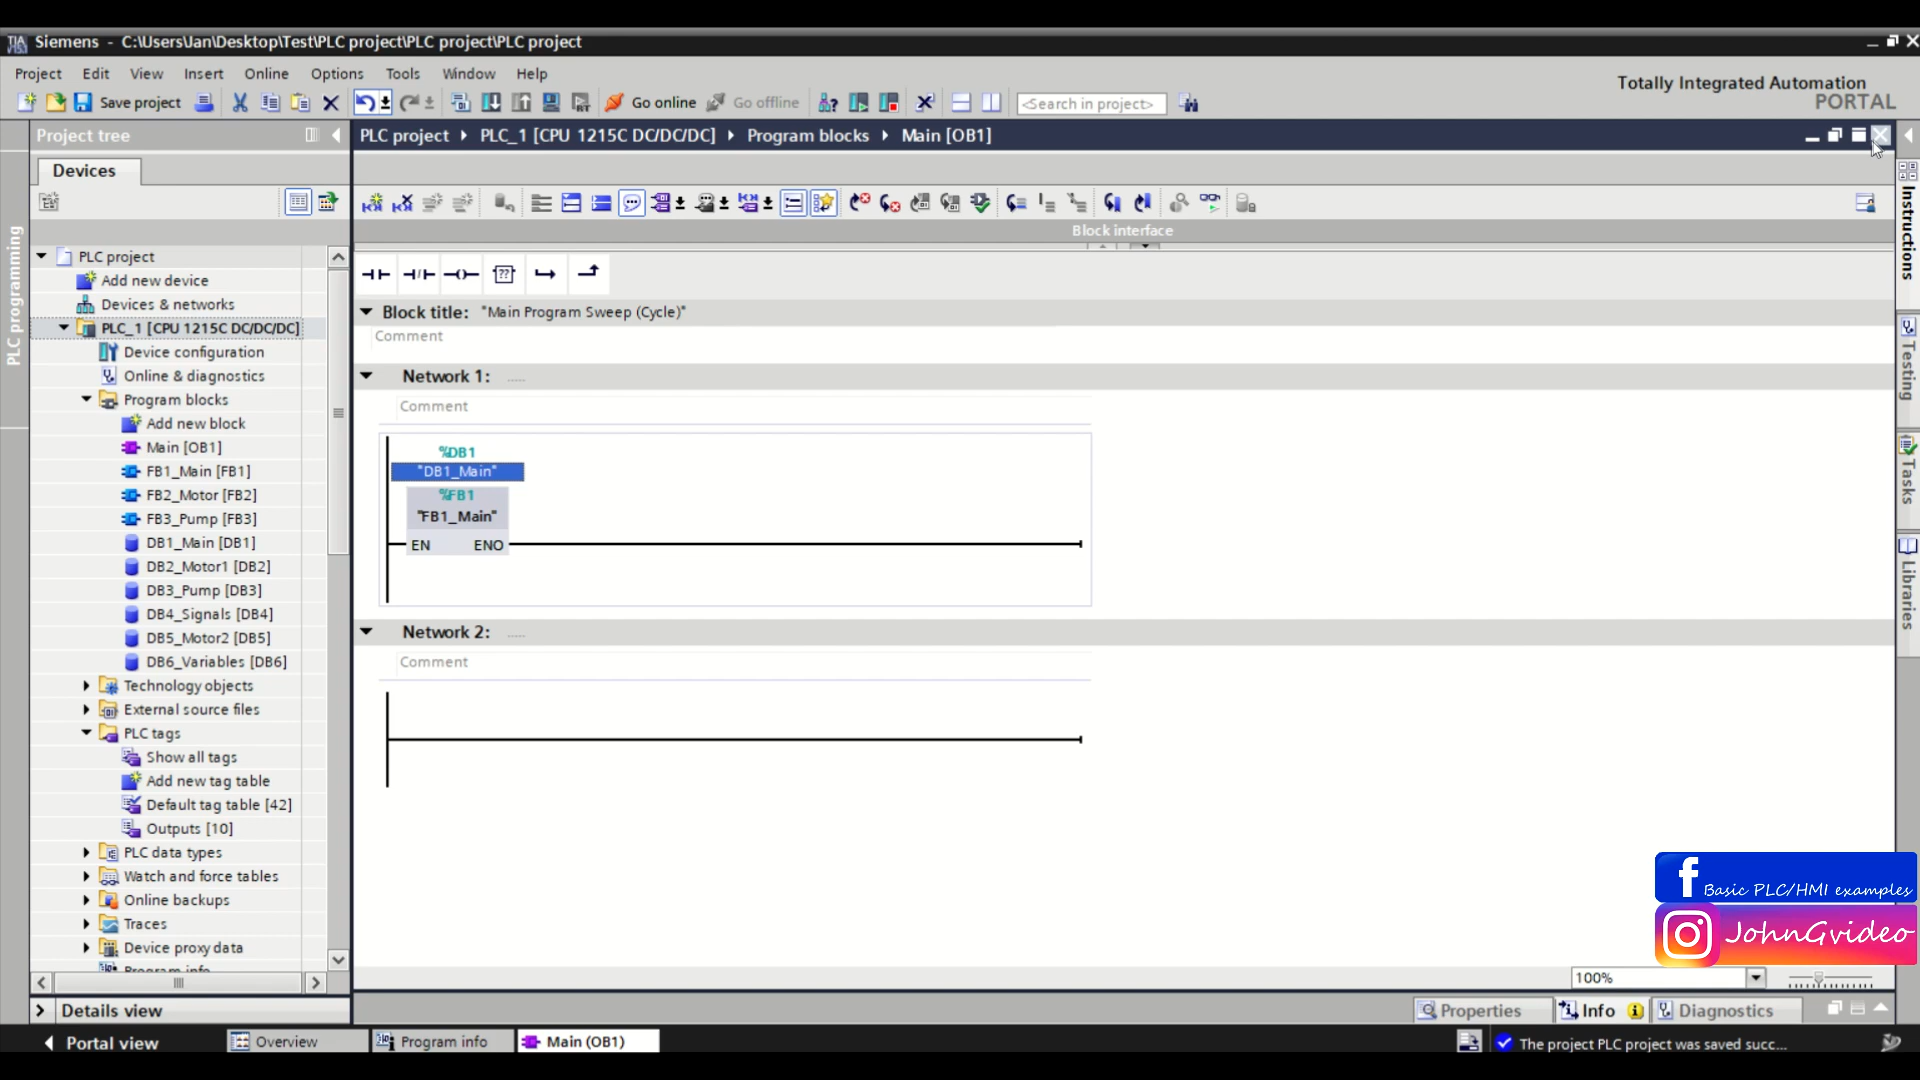 Siemens - C:\Users\Jan\Desktop\Test\PLC project\PLC project\PLC project
Project Edit View Insert Online Options Tools Window Help
Totally Integrated Automation
PORTAL
Save project
Go online
Go offline
<Search in project>
Project tree
PLC project PLC_1 [CPU 1215C DC/DC/DC] Program blocks Main [OB1]
Devices
Block interface
PLC programming
PLC project
Add new device
Devices & networks
PLC_1 [CPU 1215C DC/DC/DC]
Device configuration
Online & diagnostics
Program blocks
Add new block
Main [OB1]
FB1_Main [FB1]
FB2_Motor [FB2]
FB3_Pump [FB3]
DB1_Main [DB1]
DB2_Motor1 [DB2]
DB3_Pump [DB3]
DB4_Signals [DB4]
DB5_Motor2 [DB5]
DB6_Variables [DB6]
Technology objects
External source files
PLC tags
Show all tags
Add new tag table
Default tag table [42]
Outputs [10]
PLC data types
Watch and force tables
Online backups
Traces
Device proxy data
Program info
Details view
??
Block title: "Main Program Sweep (Cycle)"
Comment
Network 1: .....
Comment
%DB1
"DB1_Main"
%FB1
"FB1_Main"
EN ENO
Network 2: .....
Comment
Instructions
Testing
Tasks
Libraries
Basic PLC/HMI examples
JohnGvideo
100%
Properties Info Diagnostics
Portal view Overview Program info Main (OB1)
The project PLC project was saved succ...